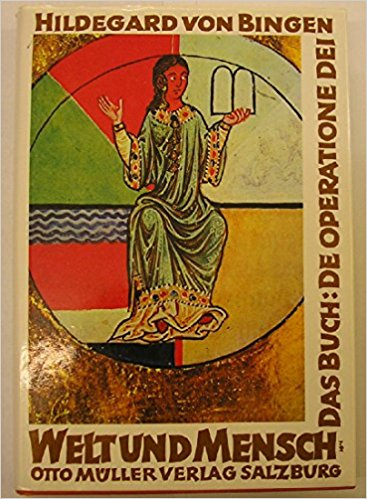 HILDEGARD VON BINGEN
DAS BUCH: DE OPERATIONE DEI
WELT UND MENSCH
OTTO MÜLLER VERLAG SALZBURG